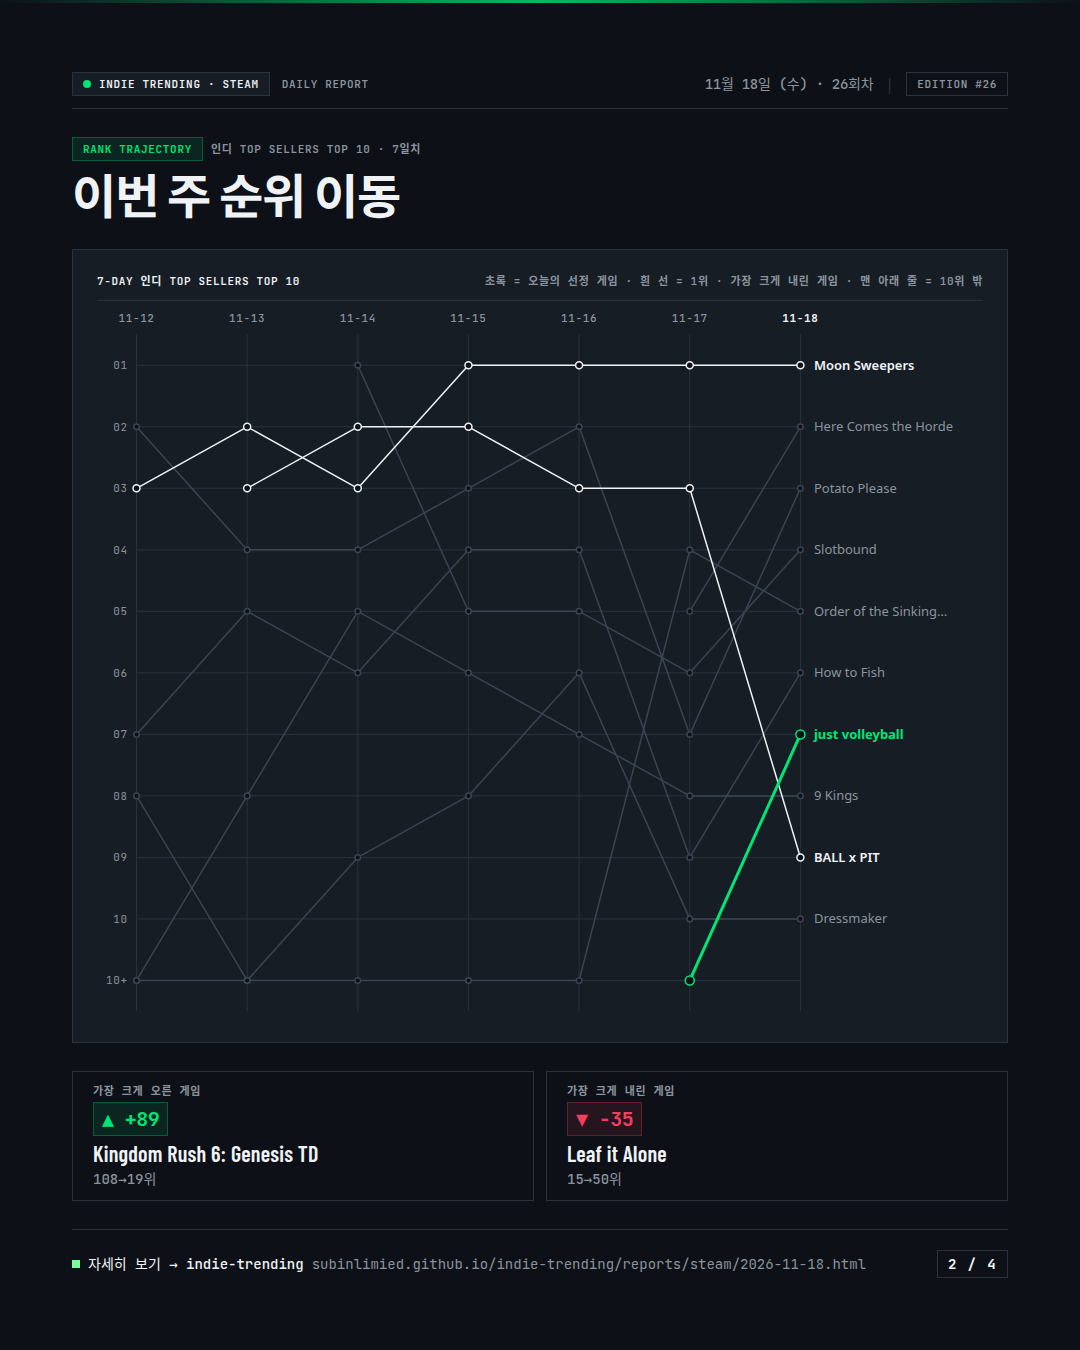 INDIE TRENDING · STEAM DAILY REPORT 11월 18일 (수) · 26회차 EDITION #26
RANK TRAJECTORY 인디 TOP SELLERS TOP 10 · 7일치
이번 주 순위 이동
7-DAY 인디 TOP SELLERS TOP 10 초록 = 오늘의 선정 게임 · 흰 선 = 1위 · 가장 크게 내린 게임 · 맨 아래 줄 = 10위 밖
11-12 11-13 11-14 11-15 11-16 11-17 11-18
01 Moon Sweepers
02 Here Comes the Horde
03 Potato Please
04 Slotbound
05 Order of the Sinking...
06 How to Fish
07 just volleyball
08 9 Kings
09 BALL x PIT
10 Dressmaker
10+
가장 크게 오른 게임
▲ +89
Kingdom Rush 6: Genesis TD
108→19위
가장 크게 내린 게임
▼ -35
Leaf it Alone
15→50위
자세히 보기 → indie-trending subinlimied.github.io/indie-trending/reports/steam/2026-11-18.html 2 / 4